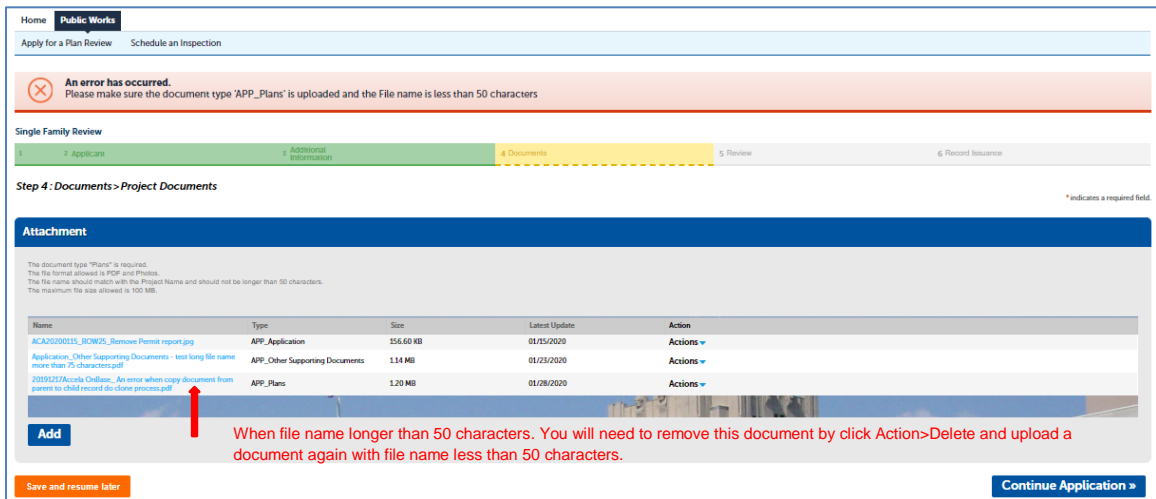 Home Public Works
Apply for a Plan Review Schedule an Inspection
An error has occurred.
Please make sure the document type 'APP_Plans' is uploaded and the File name is less than 50 characters
Single Family Review
1 2 Applicant 3 Additional Information 4 Documents 5 Review 6 Record Issuance
Step 4 : Documents > Project Documents
* indicates a required field.
Attachment
The document type "Plans" is required.
The file format allowed is PDF and Photos.
The file name should match with the Project Name and should not be longer than 50 characters.
The maximum file size allowed is 100 MB.
Name Type Size Latest Update Action
ACA20200115_ROW25_Remove Permit report.jpg APP_Application 156.60 KB 01/15/2020 Actions
Application_Other Supporting Documents - test long file name
more than 75 characters.pdf APP_Other Supporting Documents 1.14 MB 01/23/2020 Actions
20191217Accela OnBase_ An error when copy document from
parent to child record do clone process.pdf APP_Plans 1.20 MB 01/28/2020 Actions
Add
When file name longer than 50 characters. You will need to remove this document by click Action>Delete and upload a
document again with file name less than 50 characters.
Save and resume later Continue Application »